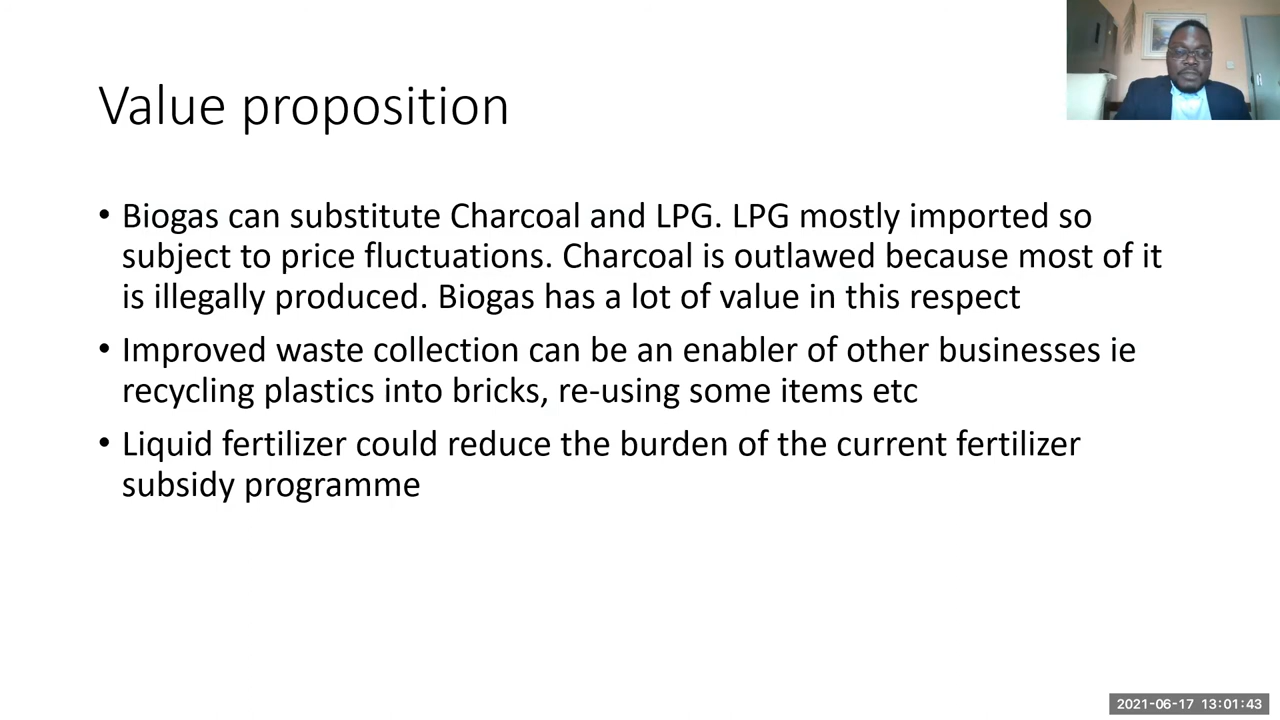 Value proposition
• Biogas can substitute Charcoal and LPG. LPG mostly imported so
subject to price fluctuations. Charcoal is outlawed because most of it
is illegally produced. Biogas has a lot of value in this respect
• Improved waste collection can be an enabler of other businesses ie
recycling plastics into bricks, re-using some items etc
• Liquid fertilizer could reduce the burden of the current fertilizer
subsidy programme
2021-06-17 13:01:43